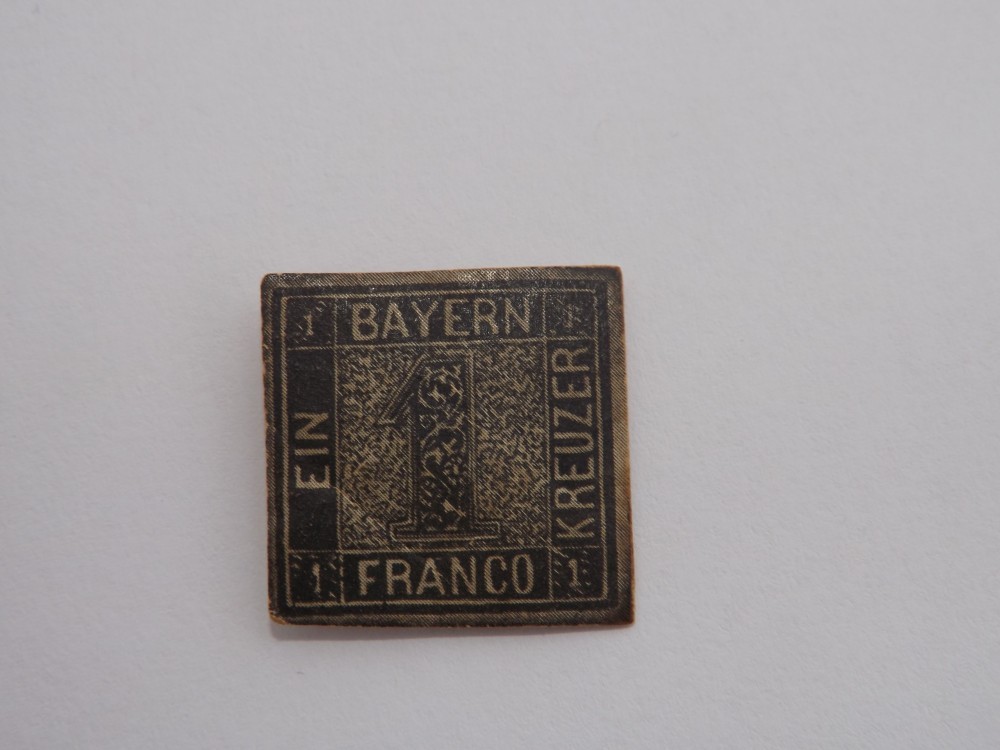 1 BAYERN 1
EIN
1
KREUZER
1 FRANCO 1